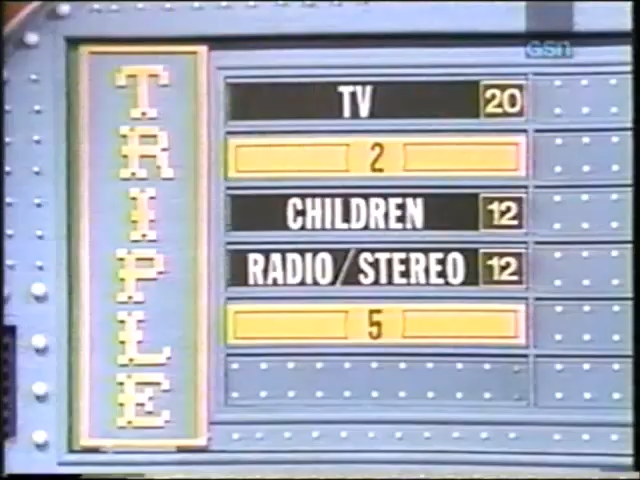 GSN
TRIPLE
TV 20
2
CHILDREN 12
RADIO/STEREO 12
5